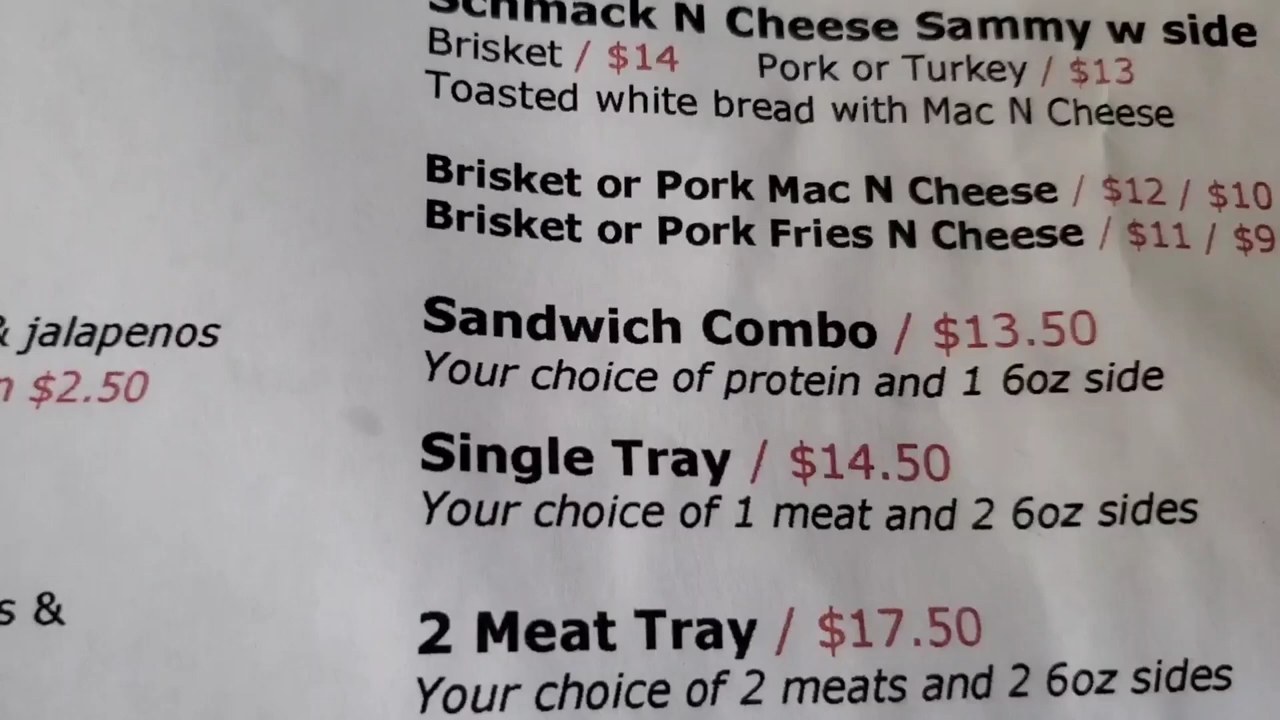 Schmack N Cheese Sammy w side
Brisket / $14 Pork or Turkey / $13
Toasted white bread with Mac N Cheese
Brisket or Pork Mac N Cheese / $12 / $10
Brisket or Pork Fries N Cheese / $11 / $9
& jalapenos
$2.50
Sandwich Combo / $13.50
Your choice of protein and 1 6oz side
Single Tray / $14.50
Your choice of 1 meat and 2 6oz sides
s &
2 Meat Tray / $17.50
Your choice of 2 meats and 2 6oz sides